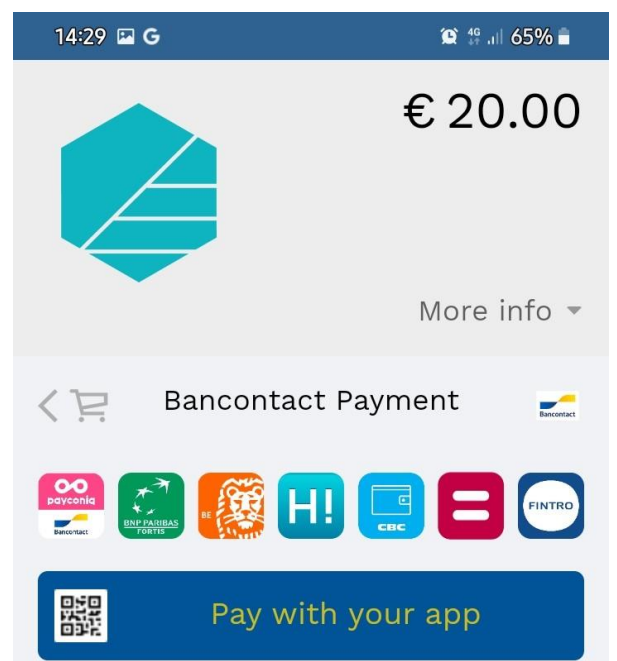 14:29 G 4G 65%
€ 20.00
More info
Bancontact Payment
Bancontact
payconiq
Bancontact
BNP PARIBAS
FORTIS
BE
H!
CBC
FINTRO
Pay with your app